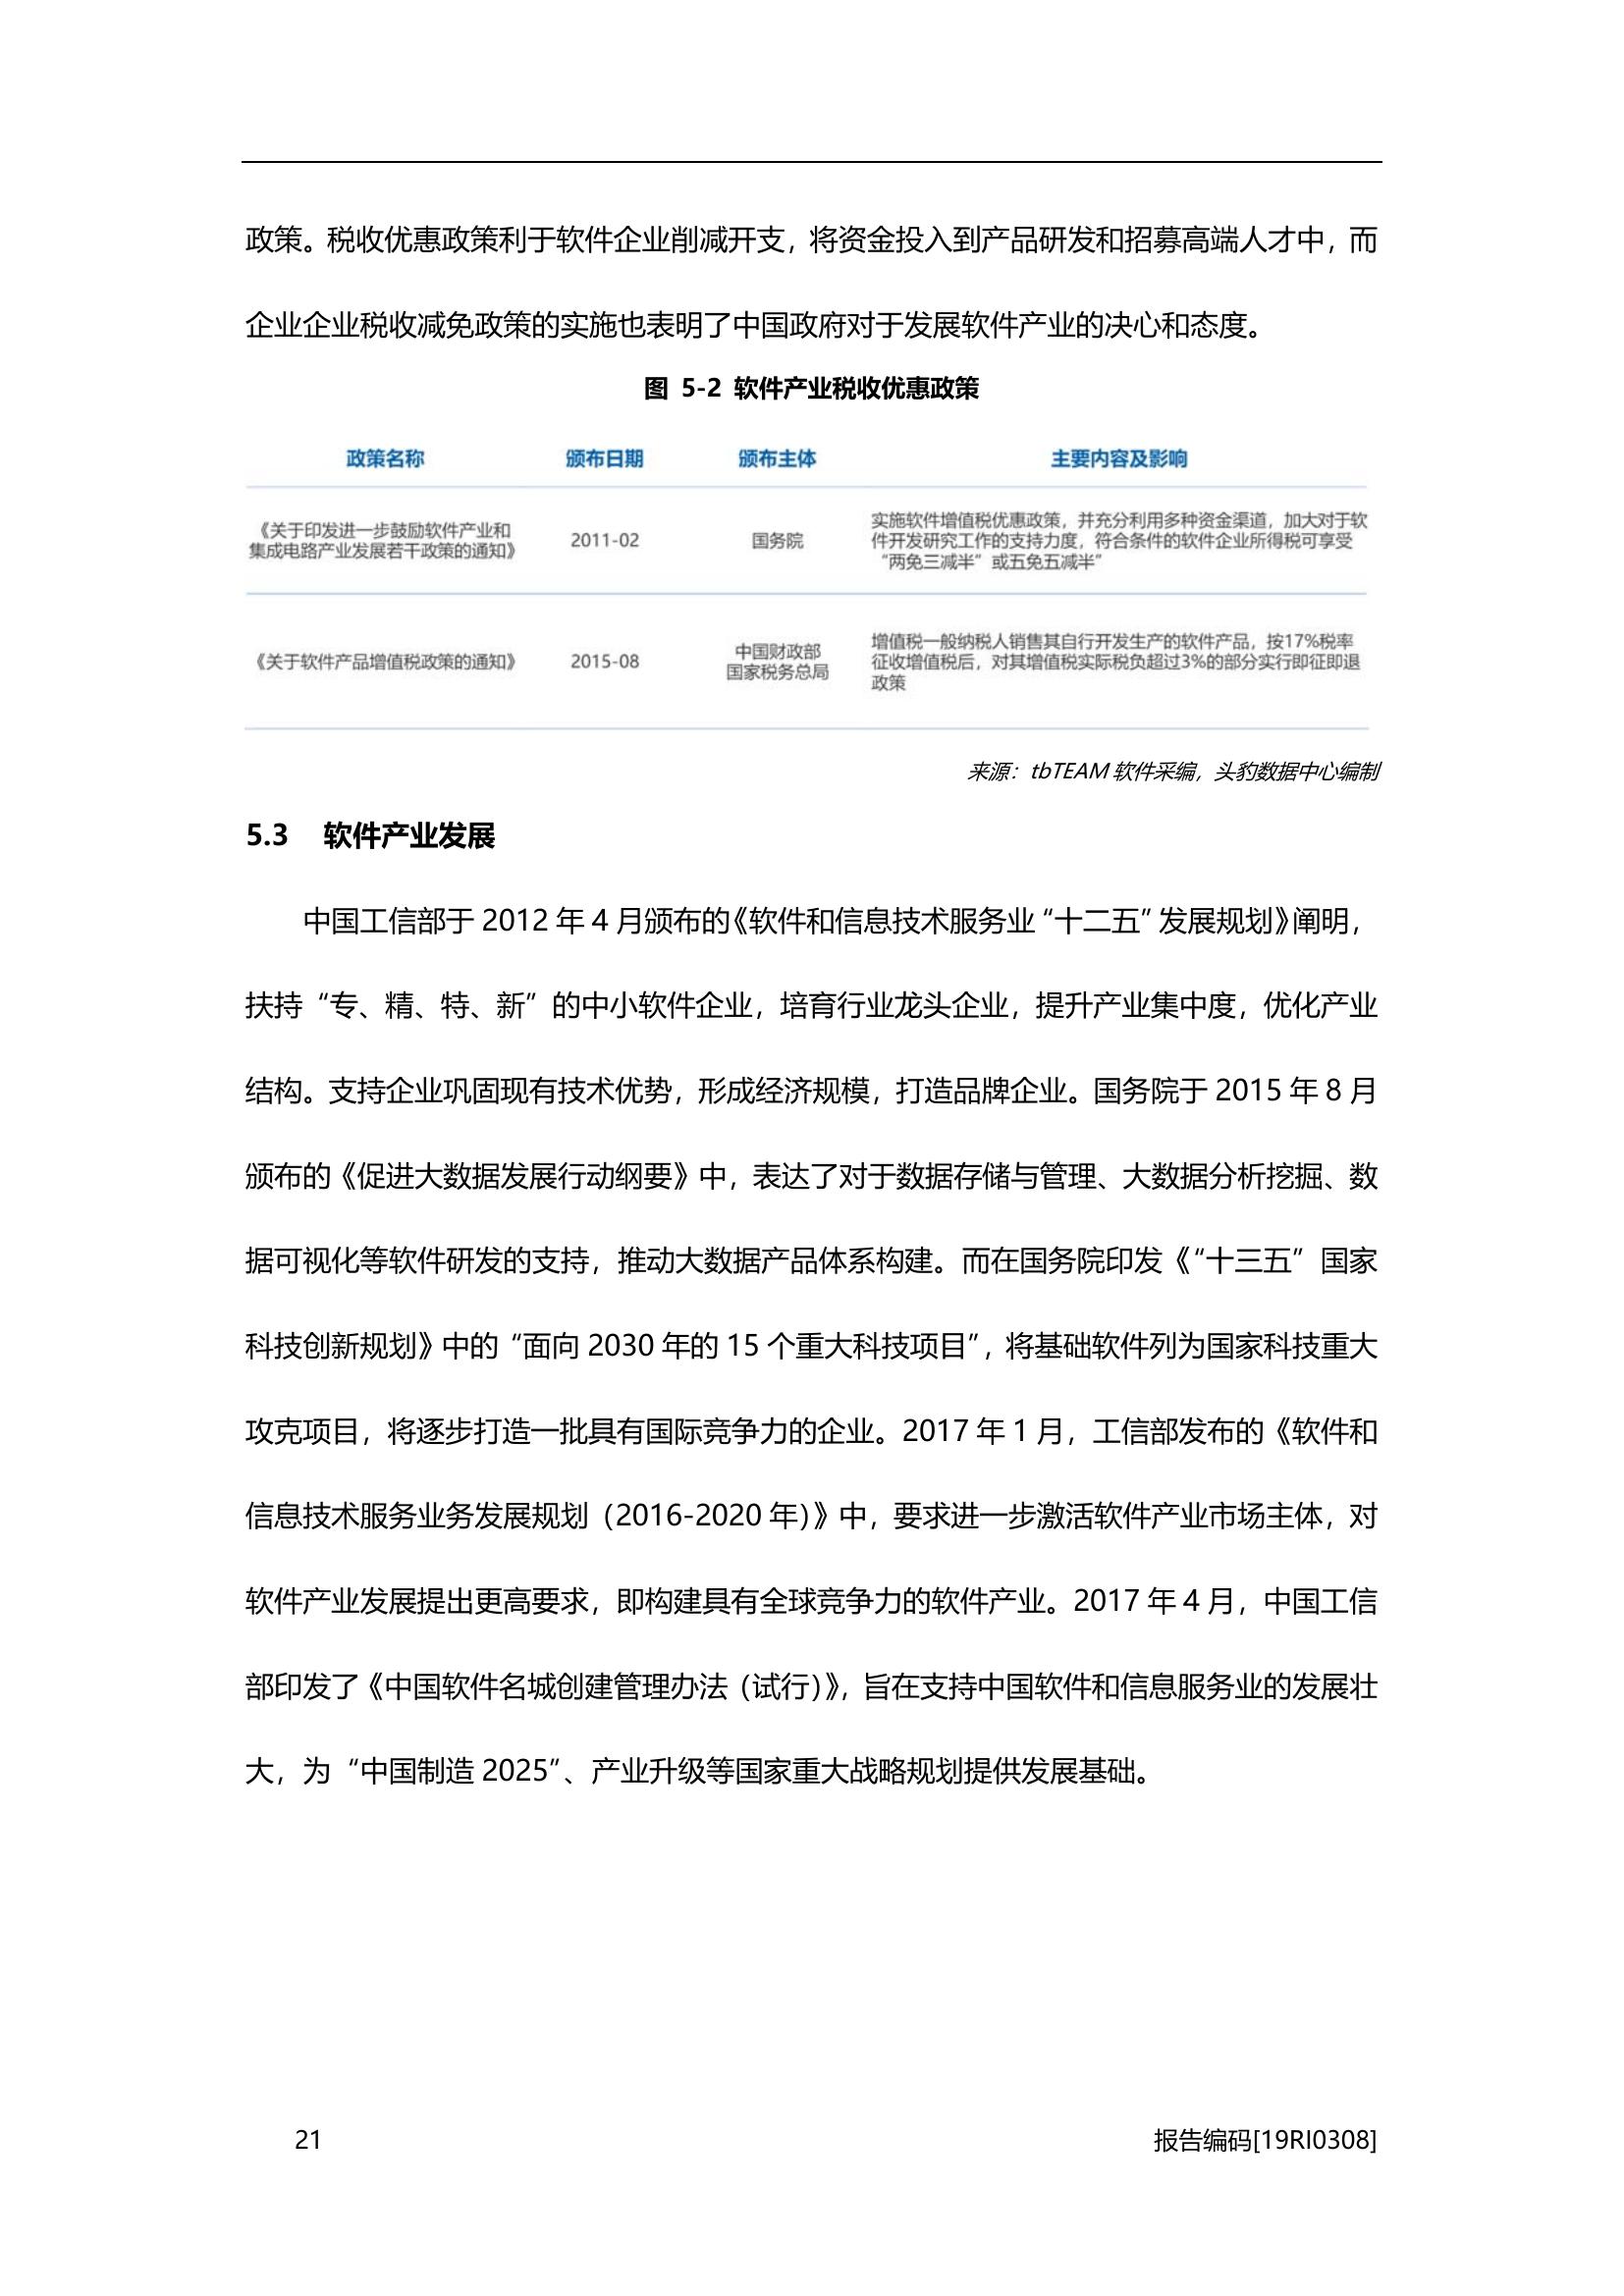 政策。税收优惠政策利于软件企业削减开支，将资金投入到产品研发和招募高端人才中，而
企业企业税收减免政策的实施也表明了中国政府对于发展软件产业的决心和态度。
图 5-2 软件产业税收优惠政策
政策名称 颁布日期 颁布主体 主要内容及影响
《关于印发进一步鼓励软件产业和
集成电路产业发展若干政策的通知》
2011-02
国务院
实施软件增值税优惠政策，并充分利用多种资金渠道，加大对于软
件开发研究工作的支持力度，符合条件的软件企业所得税可享受
“两免三减半”或五免五减半”
《关于软件产品增值税政策的通知》
2015-08
中国财政部
国家税务总局
增值税一般纳税人销售其自行开发生产的软件产品，按17%税率
征收增值税后，对其增值税实际税负超过3%的部分实行即征即退
政策
来源：tbTEAM 软件采编，头豹数据中心编制
5.3 软件产业发展
中国工信部于 2012 年 4 月颁布的《软件和信息技术服务业“十二五”发展规划》阐明，
扶持“专、精、特、新”的中小软件企业，培育行业龙头企业，提升产业集中度，优化产业
结构。支持企业巩固现有技术优势，形成经济规模，打造品牌企业。国务院于 2015 年 8 月
颁布的《促进大数据发展行动纲要》中，表达了对于数据存储与管理、大数据分析挖掘、数
据可视化等软件研发的支持，推动大数据产品体系构建。而在国务院印发《“十三五”国家
科技创新规划》中的“面向 2030 年的 15 个重大科技项目”，将基础软件列为国家科技重大
攻克项目，将逐步打造一批具有国际竞争力的企业。2017 年 1 月，工信部发布的《软件和
信息技术服务业务发展规划（2016-2020 年）》中，要求进一步激活软件产业市场主体，对
软件产业发展提出更高要求，即构建具有全球竞争力的软件产业。2017 年 4 月，中国工信
部印发了《中国软件名城创建管理办法（试行）》，旨在支持中国软件和信息服务业的发展壮
大，为“中国制造 2025”、产业升级等国家重大战略规划提供发展基础。
21 报告编码[19RI0308]